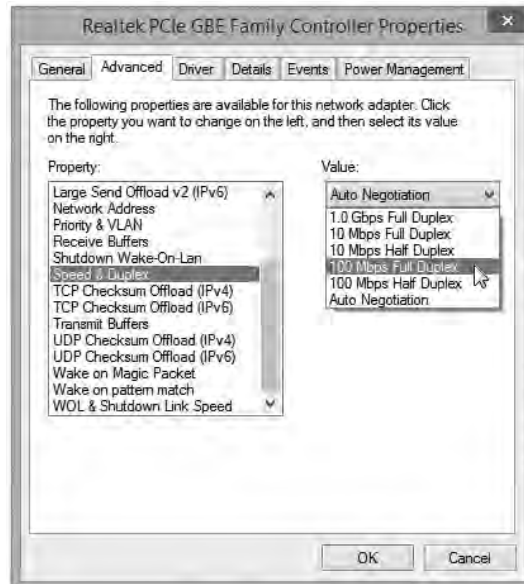 Realtek PCIe GBE Family Controller Properties
General Advanced Driver Details Events Power Management
The following properties are available for this network adapter. Click
the property you want to change on the left, and then select its value
on the right.
Property:
Large Send Offload v2 (IPv6)
Network Address
Priority & VLAN
Receive Buffers
Shutdown Wake-On-Lan
Speed & Duplex
TCP Checksum Offload (IPv4)
TCP Checksum Offload (IPv6)
Transmit Buffers
UDP Checksum Offload (IPv4)
UDP Checksum Offload (IPv6)
Wake on Magic Packet
Wake on pattern match
WOL & Shutdown Link Speed
Value:
Auto Negotiation
1.0 Gbps Full Duplex
10 Mbps Full Duplex
10 Mbps Half Duplex
100 Mbps Full Duplex
100 Mbps Half Duplex
Auto Negotiation
OK Cancel